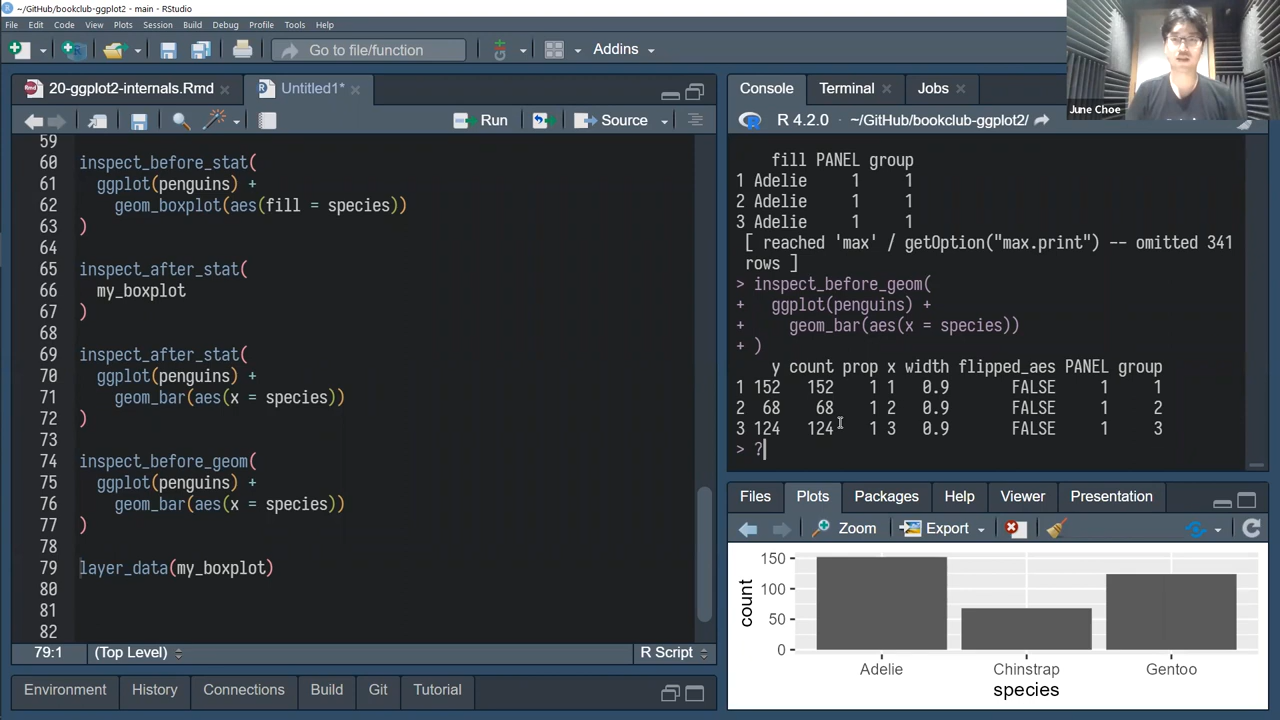 ~/GitHub/bookclub-ggplot2 - main - RStudio
File Edit Code View Plots Session Build Debug Profile Tools Help
Go to file/function Addins
20-ggplot2-internals.Rmd Untitled1*
Run Source
59
60 inspect_before_stat(
61 ggplot(penguins) +
62 geom_boxplot(aes(fill = species))
63 )
64
65 inspect_after_stat(
66 my_boxplot
67 )
68
69 inspect_after_stat(
70 ggplot(penguins) +
71 geom_bar(aes(x = species))
72 )
73
74 inspect_before_geom(
75 ggplot(penguins) +
76 geom_bar(aes(x = species))
77 )
78
79 layer_data(my_boxplot)
80
81
82
79:1 (Top Level) R Script
Environment History Connections Build Git Tutorial
June Choe
Console Terminal Jobs
R 4.2.0 ~/GitHub/bookclub-ggplot2/
fill PANEL group
1 Adelie 1 1
2 Adelie 1 1
3 Adelie 1 1
[ reached 'max' / getOption("max.print") -- omitted 341
rows ]
> inspect_before_geom(
+ ggplot(penguins) +
+ geom_bar(aes(x = species))
+ )
y count prop x width flipped_aes PANEL group
1 152 152 1 1 0.9 FALSE 1 1
2 68 68 1 2 0.9 FALSE 1 2
3 124 124 1 3 0.9 FALSE 1 3
> ?
Files Plots Packages Help Viewer Presentation
Zoom Export
150
100
50
0
count
Adelie Chinstrap Gentoo
species